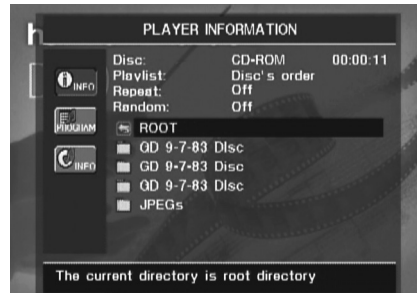 h
PLAYER INFORMATION
Disc: CD-ROM 00:00:11
Playlist: Disc's order
Repeat: Off
Random: Off
INFO
ROOT
PROGRAM
GD 9-7-83 Disc
GD 9-7-83 Disc
INFO
GD 9-7-83 Disc
JPEGs
The current directory is root directory